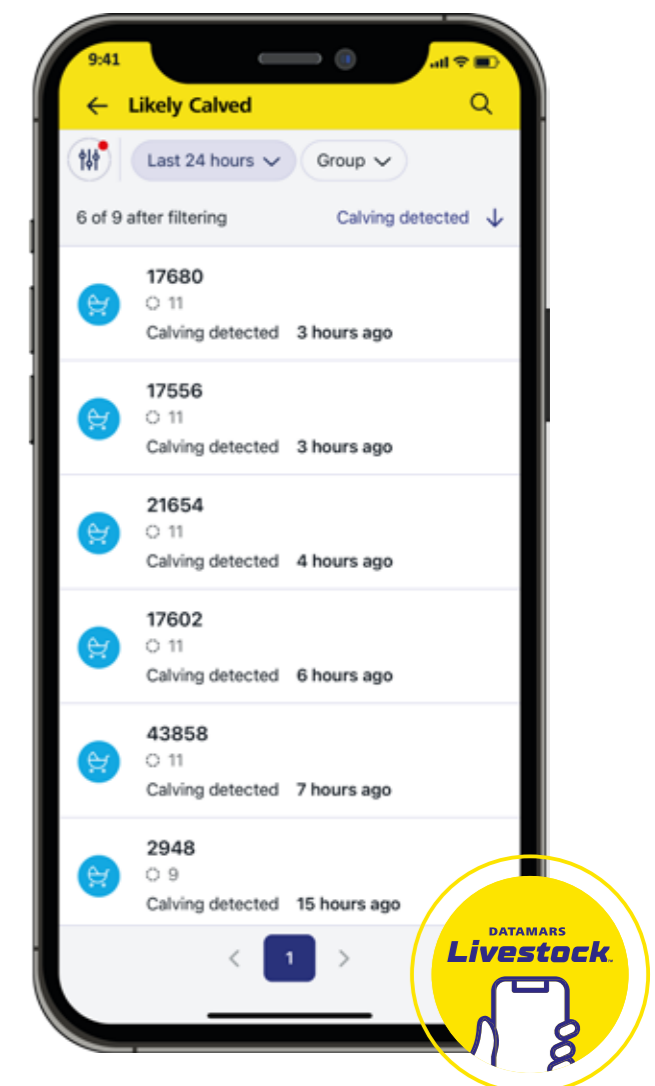 9:41
Likely Calved
Last 24 hours Group
6 of 9 after filtering Calving detected
17680
11
Calving detected 3 hours ago
17556
11
Calving detected 3 hours ago
21654
11
Calving detected 4 hours ago
17602
11
Calving detected 6 hours ago
43858
11
Calving detected 7 hours ago
2948
9
Calving detected 15 hours ago
1
DATAMARS
Livestock™